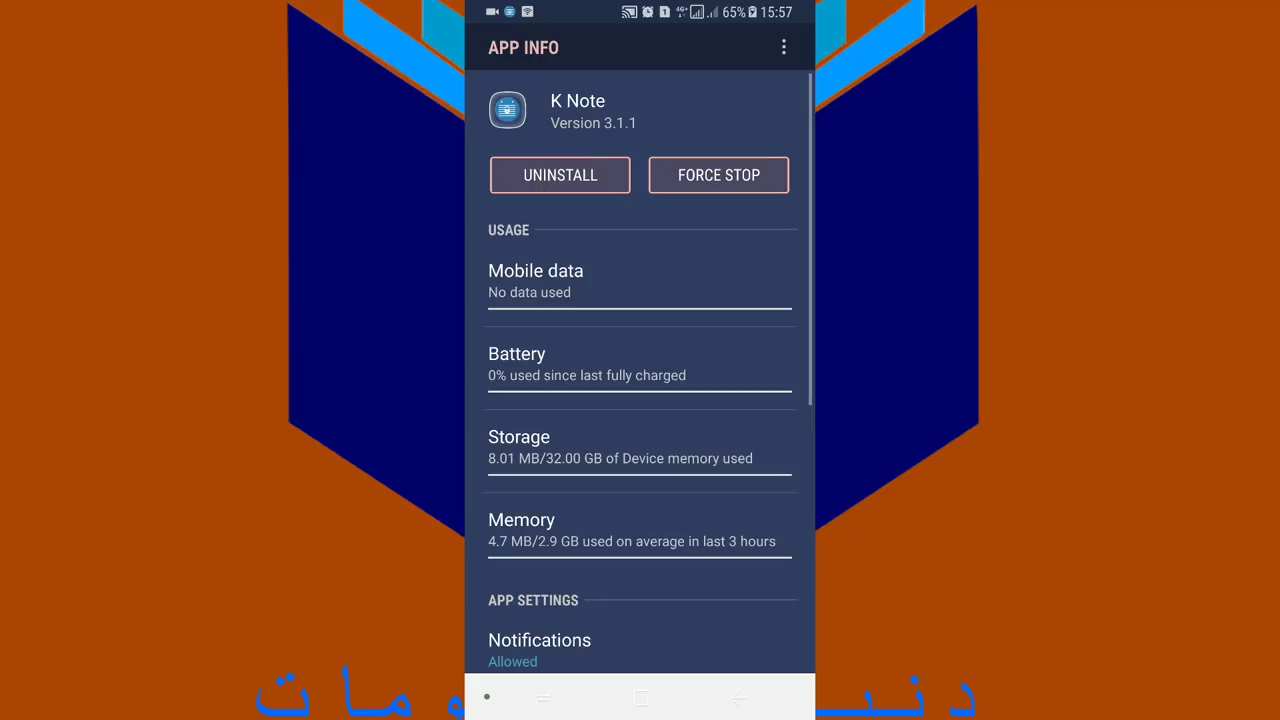 65% 15:57
APP INFO
K Note
Version 3.1.1
UNINSTALL FORCE STOP
USAGE
Mobile data
No data used
Battery
0% used since last fully charged
Storage
8.01 MB/32.00 GB of Device memory used
Memory
4.7 MB/2.9 GB used on average in last 3 hours
APP SETTINGS
Notifications
Allowed